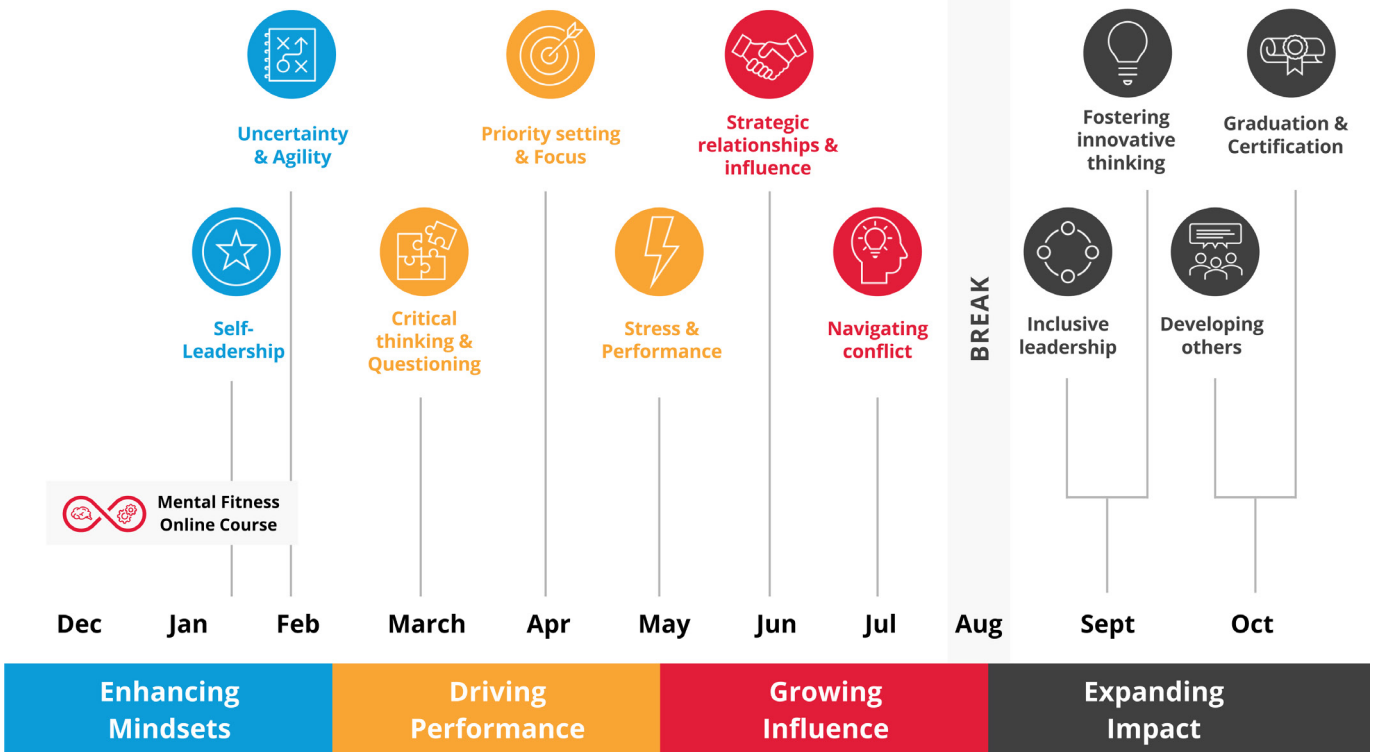 Uncertainty
& Agility
Priority setting
& Focus
Strategic
relationships &
influence
Fostering
innovative
thinking
Graduation &
Certification
Self-
Leadership
Critical
thinking &
Questioning
Stress &
Performance
Navigating
conflict
BREAK
Inclusive
leadership
Developing
others
Mental Fitness
Online Course
Dec
Jan
Feb
March
Apr
May
Jun
Jul
Aug
Sept
Oct
Enhancing
Mindsets
Driving
Performance
Growing
Influence
Expanding
Impact